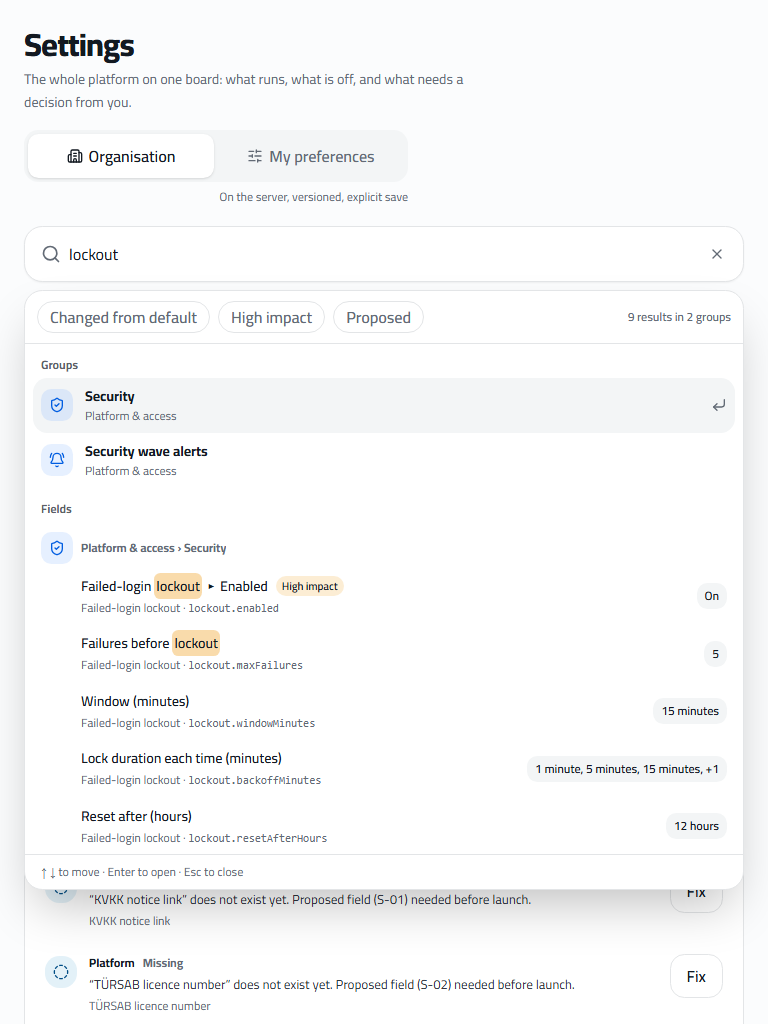 Settings
The whole platform on one board: what runs, what is off, and what needs a
decision from you.
Organisation
My preferences
On the server, versioned, explicit save
lockout
Changed from default
High impact
Proposed
9 results in 2 groups
Groups
Security
Platform & access
Security wave alerts
Platform & access
Fields
Platform & access › Security
Failed-login lockout ▸ Enabled High impact
On
Failed-login lockout · lockout.enabled
Failures before lockout
5
Failed-login lockout · lockout.maxFailures
Window (minutes)
15 minutes
Failed-login lockout · lockout.windowMinutes
Lock duration each time (minutes)
1 minute, 5 minutes, 15 minutes, +1
Failed-login lockout · lockout.backoffMinutes
Reset after (hours)
12 hours
Failed-login lockout · lockout.resetAfterHours
↑↓ to move · Enter to open · Esc to close
“KVKK notice link” does not exist yet. Proposed field (S-01) needed before launch.
Fix
KVKK notice link
Platform Missing
“TÜRSAB licence number” does not exist yet. Proposed field (S-02) needed before launch.
Fix
TÜRSAB licence number